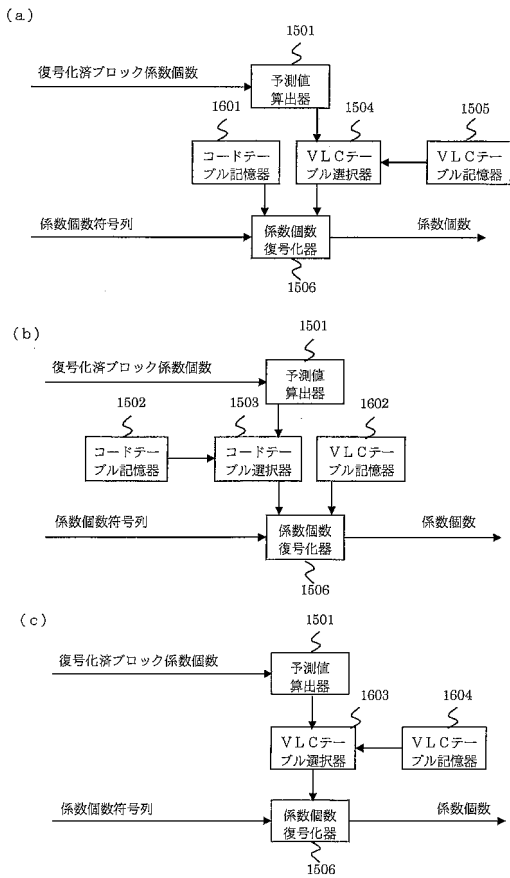 (a)
1501
復号化済ブロック係数個数
予測値
算出器
1601
1504
1505
コードテー
ブル記憶器
VLCテー
ブル選択器
VLCテー
ブル記憶器
係数個数符号列
係数個数
復号化器
係数個数
1506
(b)
1501
復号化済ブロック係数個数
予測値
算出器
1502
1503
1602
コードテー
ブル記憶器
コードテー
ブル選択器
VLCテー
ブル記憶器
係数個数符号列
係数個数
復号化器
係数個数
1506
(c)
1501
復号化済ブロック係数個数
予測値
算出器
1603
1604
VLCテー
ブル選択器
VLCテー
ブル記憶器
係数個数符号列
係数個数
復号化器
係数個数
1506